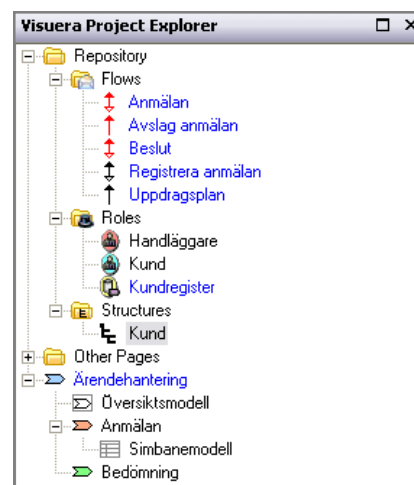 Visuera Project Explorer
Repository
Flows
Anmälan
Avslag anmälan
Beslut
Registrera anmälan
Uppdragsplan
Roles
Handläggare
Kund
Kundregister
Structures
Kund
Other Pages
Ärendehantering
Översiktsmodell
Anmälan
Simbanemodell
Bedömning